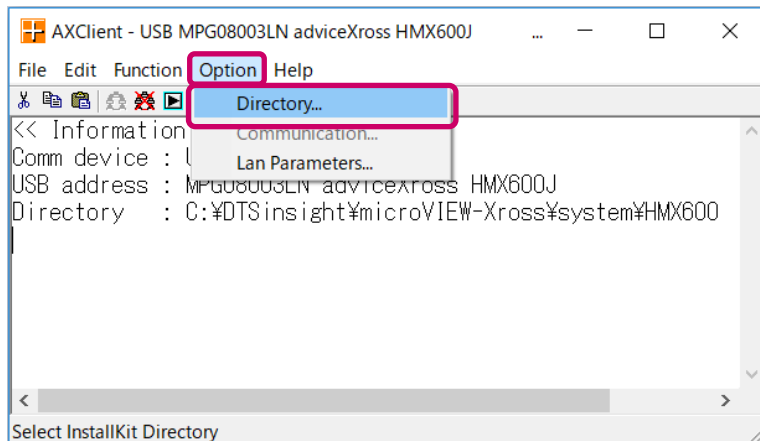 AXClient - USB MPG08003LN adviceXross HMX600J ...
File Edit Function Option Help
Directory...
<< Information
Communication...
Comm device :
Lan Parameters...
USB address : MPG08003LN adviceXross HMX600J
Directory : C:¥DTSinsight¥microVIEW-Xross¥system¥HMX600
Select InstallKit Directory